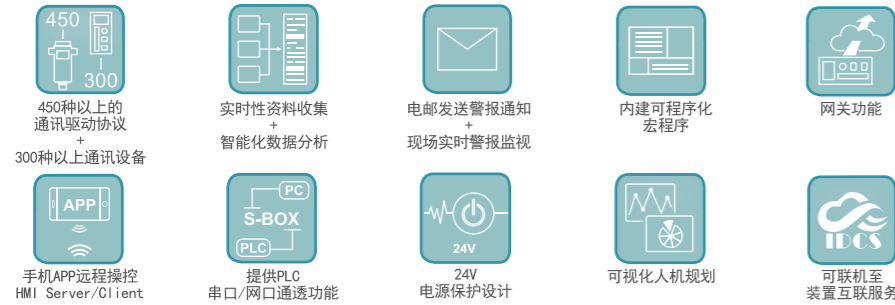 450
300
450种以上的
通讯驱动协议
+
300种以上通讯设备
实时性资料收集
+
智能化数据分析
电邮发送警报通知
+
现场实时警报监视
内建可程序化
宏程序
网关功能
APP
手机APP远程操控
HMI Server/Client
PC
S-BOX
PLC
提供PLC
串口/网口通透功能
24V
24V
电源保护设计
可视化人机规划
IDCS
可联机至
装置互联服务